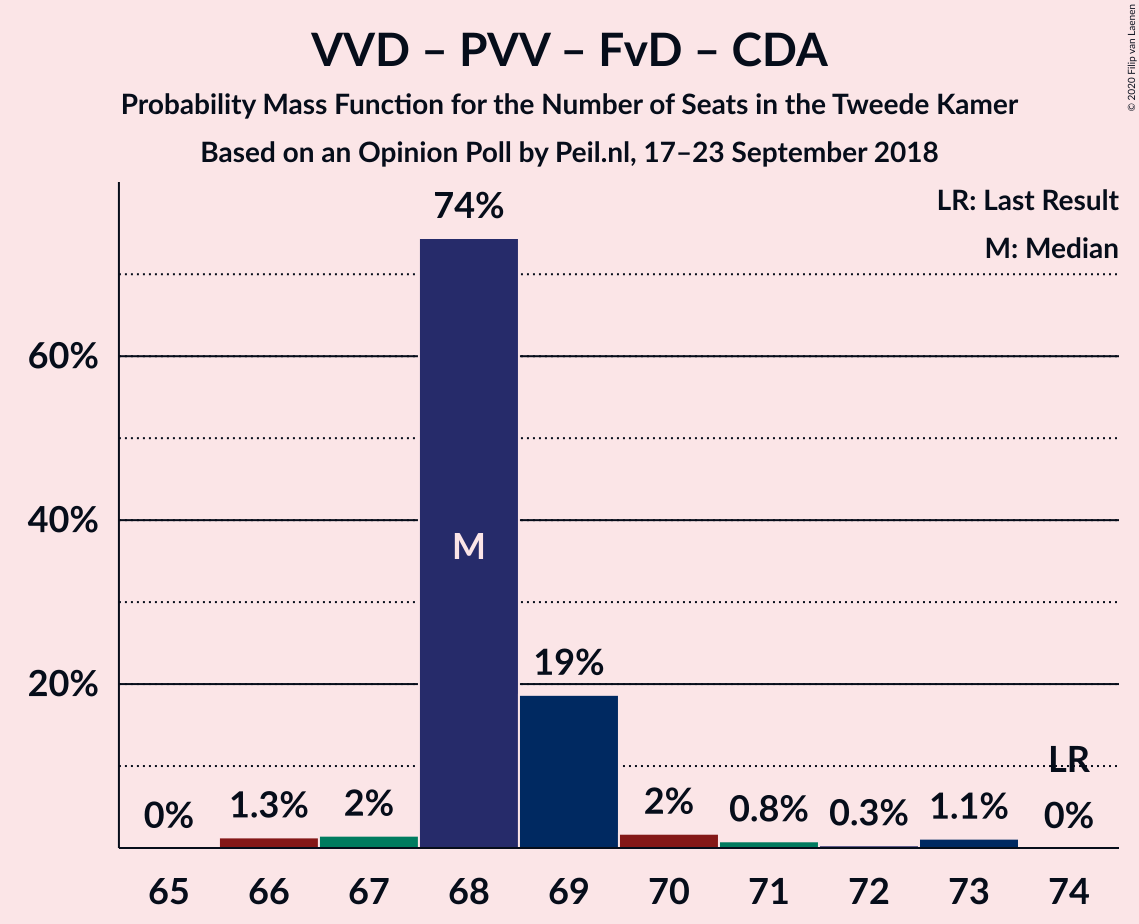 VVD – PVV – FvD – CDA
Probability Mass Function for the Number of Seats in the Tweede Kamer
Based on an Opinion Poll by Peil.nl, 17–23 September 2018
© 2020 Filip van Laenen
LR: Last Result
M: Median
74%
60%
40%
M
19%
20%
LR
0%
1.3%
2%
2%
0.8%
0.3%
1.1%
0%
65 66 67 68 69 70 71 72 73 74